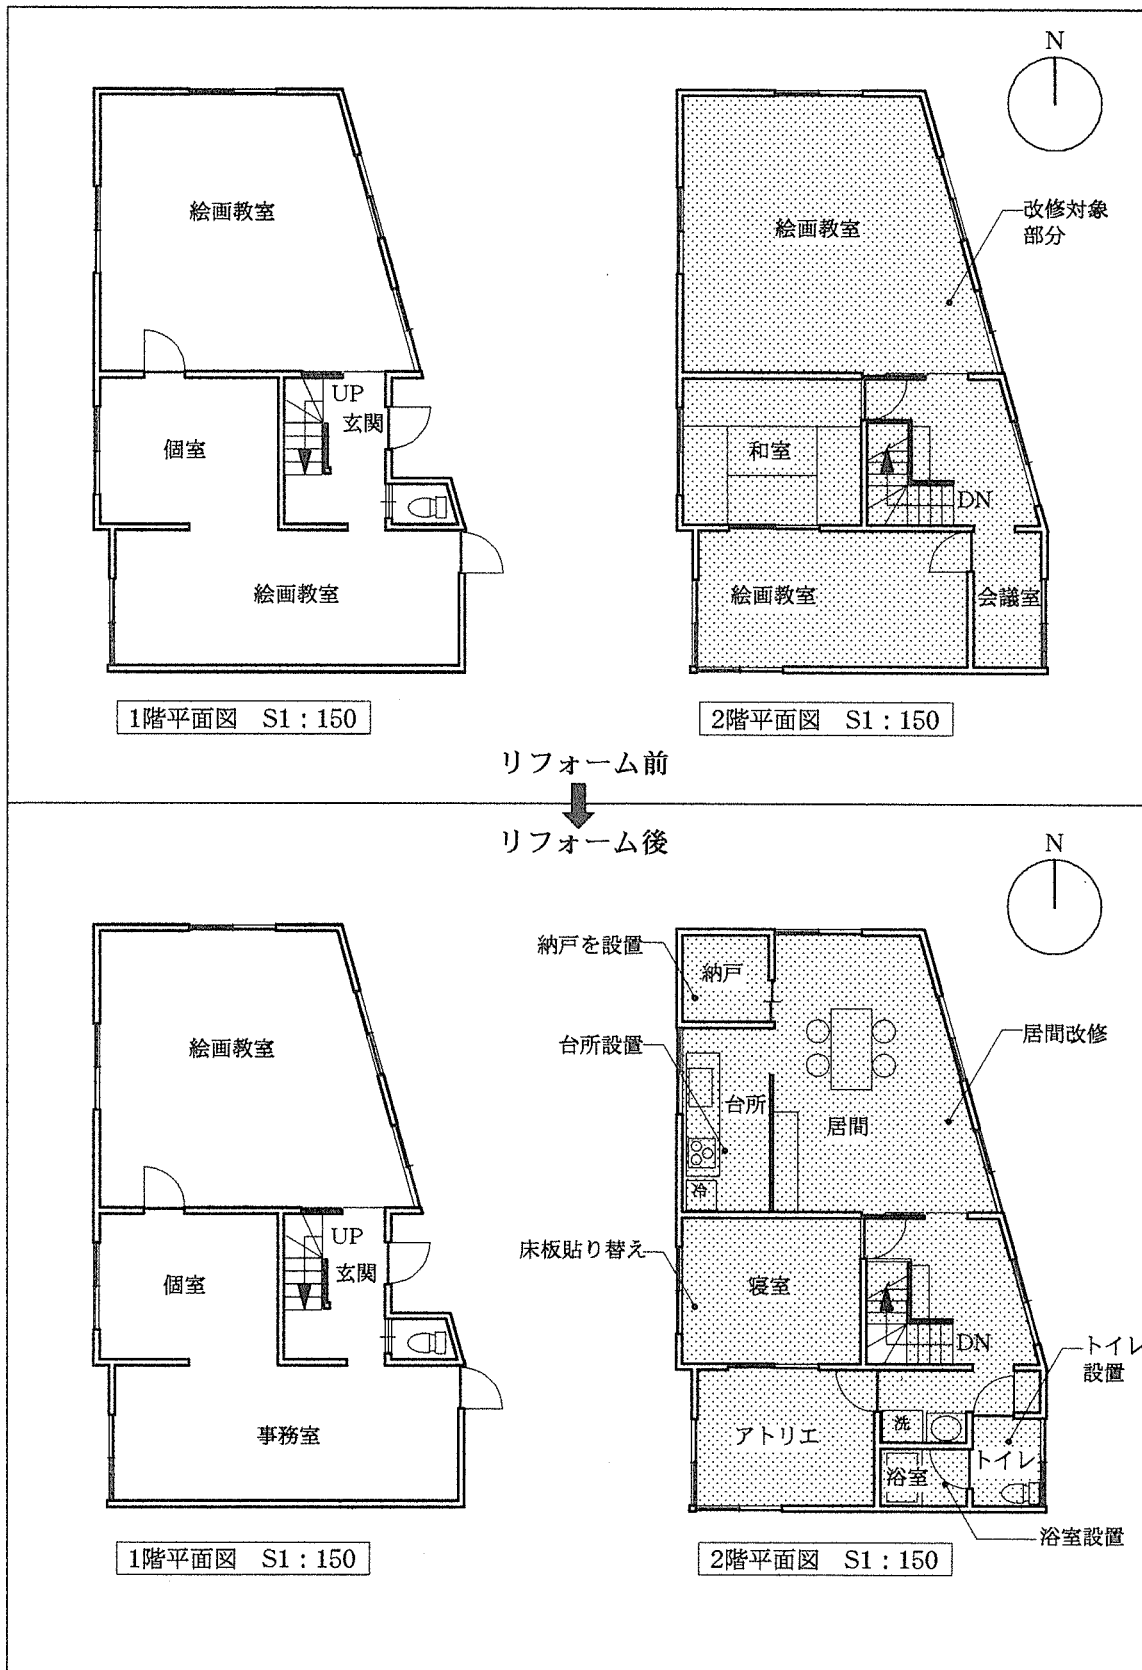 N
絵画教室
絵画教室
改修対象
部分
UP
玄関
個室
和室
DN
絵画教室
絵画教室
会議室
1階平面図 S1:150
2階平面図 S1:150
リフォーム前
リフォーム後
N
納戸を設置
納戸
絵画教室
台所設置
居間改修
台所
居間
冷
UP
玄関
個室
床板貼り替え
寝室
DN
トイレ
設置
事務室
アトリエ
洗
トイレ
浴室
浴室設置
1階平面図 S1:150
2階平面図 S1:150